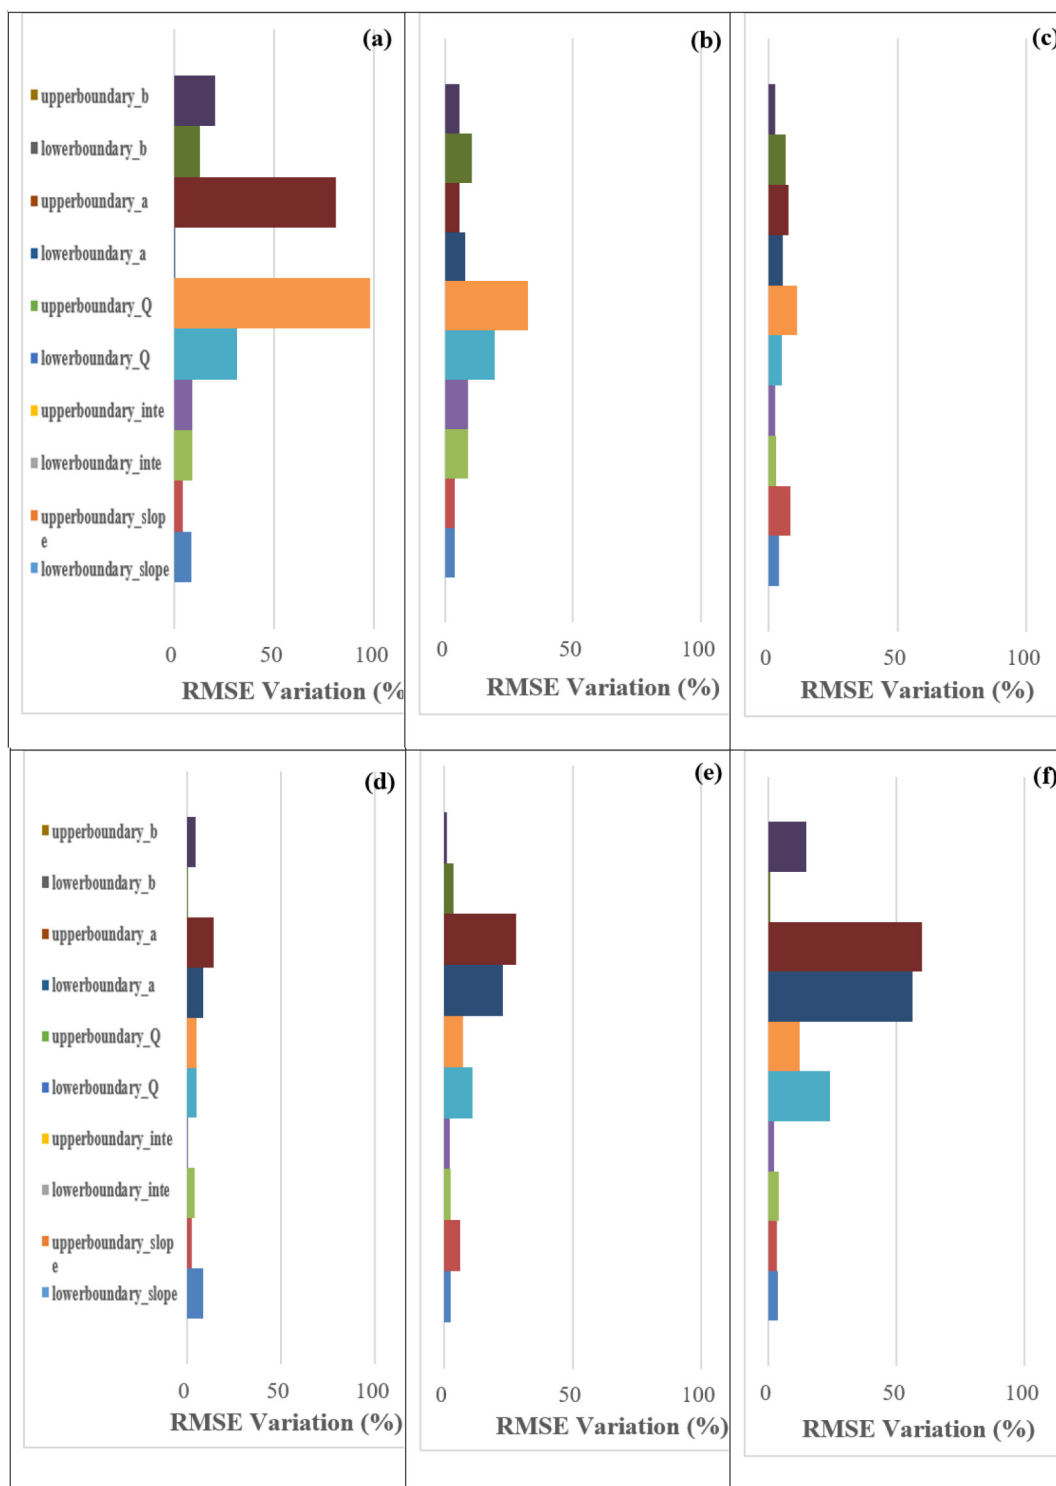 (a)
upperboundary_b
lowerboundary_b
upperboundary_a
lowerboundary_a
upperboundary_Q
lowerboundary_Q
upperboundary_inte
lowerboundary_inte
upperboundary_slop
e
lowerboundary_slope
0 50 100
RMSE Variation (%
(b)
0 50 100
RMSE Variation (%)
(c)
0 50 100
RMSE Variation (%)
(d)
upperboundary_b
lowerboundary_b
upperboundary_a
lowerboundary_a
upperboundary_Q
lowerboundary_Q
upperboundary_inte
lowerboundary_inte
upperboundary_slop
e
lowerboundary_slope
0 50 100
RMSE Variation (%)
(e)
0 50 100
RMSE Variation (%)
(f)
0 50 100
RMSE Variation (%)